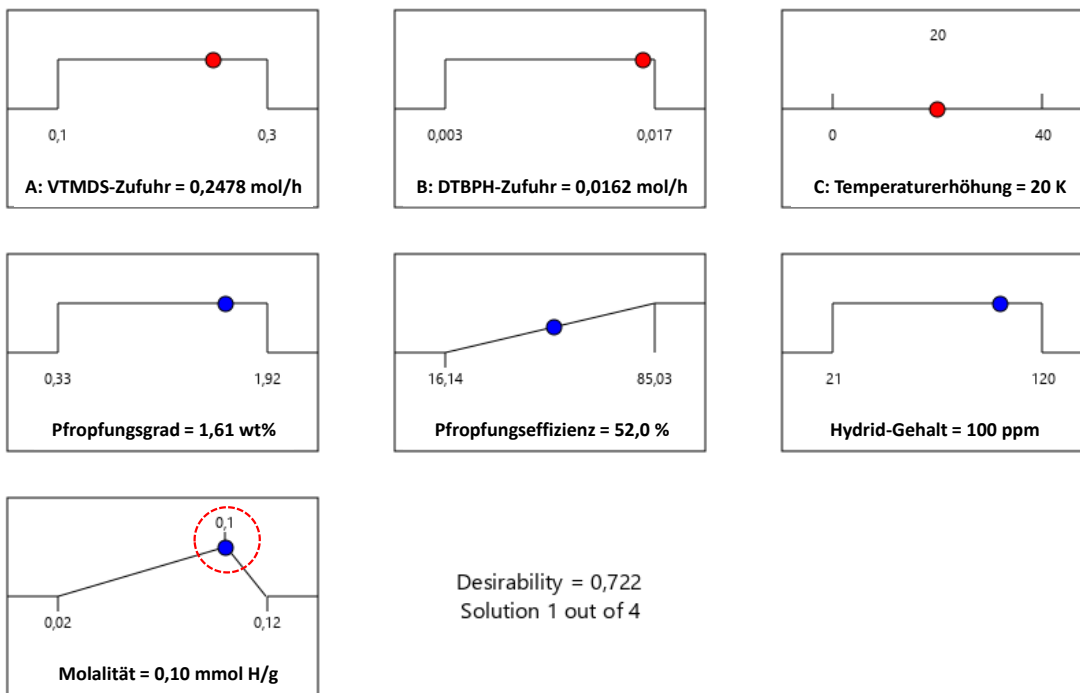 0,1
0,3
A: VTMDS-Zufuhr = 0,2478 mol/h
0,003
0,017
B: DTBPH-Zufuhr = 0,0162 mol/h
20
0
40
C: Temperaturerhöhung = 20 K
0,33
1,92
Pfropfungsgrad = 1,61 wt%
16,14
85,03
Pfropfungseffizienz = 52,0 %
21
120
Hydrid-Gehalt = 100 ppm
0,1
0,02
0,12
Molalität = 0,10 mmol H/g
Desirability = 0,722
Solution 1 out of 4